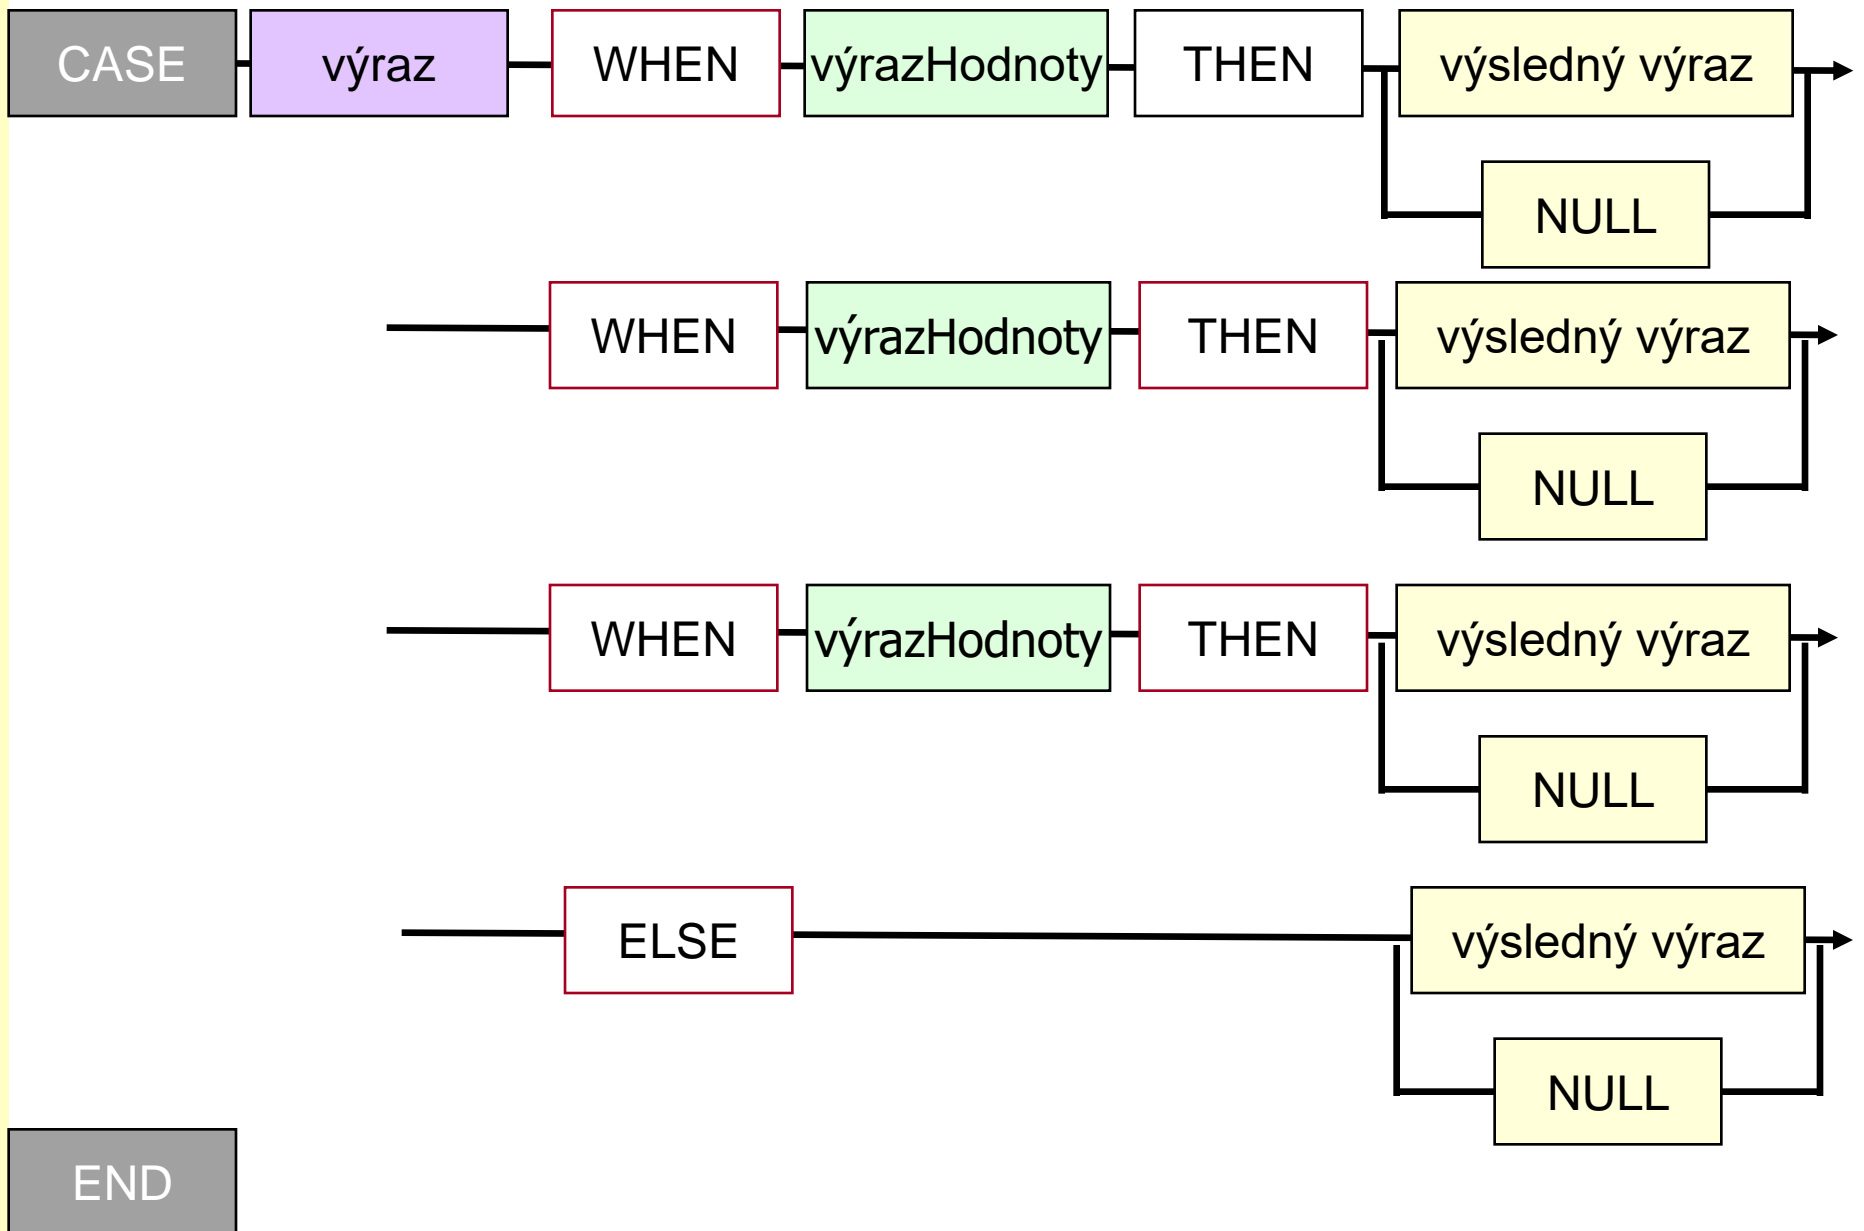 CASE výraz WHEN výrazHodnoty THEN výsledný výraz
NULL
WHEN výrazHodnoty THEN výsledný výraz
NULL
WHEN výrazHodnoty THEN výsledný výraz
NULL
ELSE výsledný výraz
NULL
END